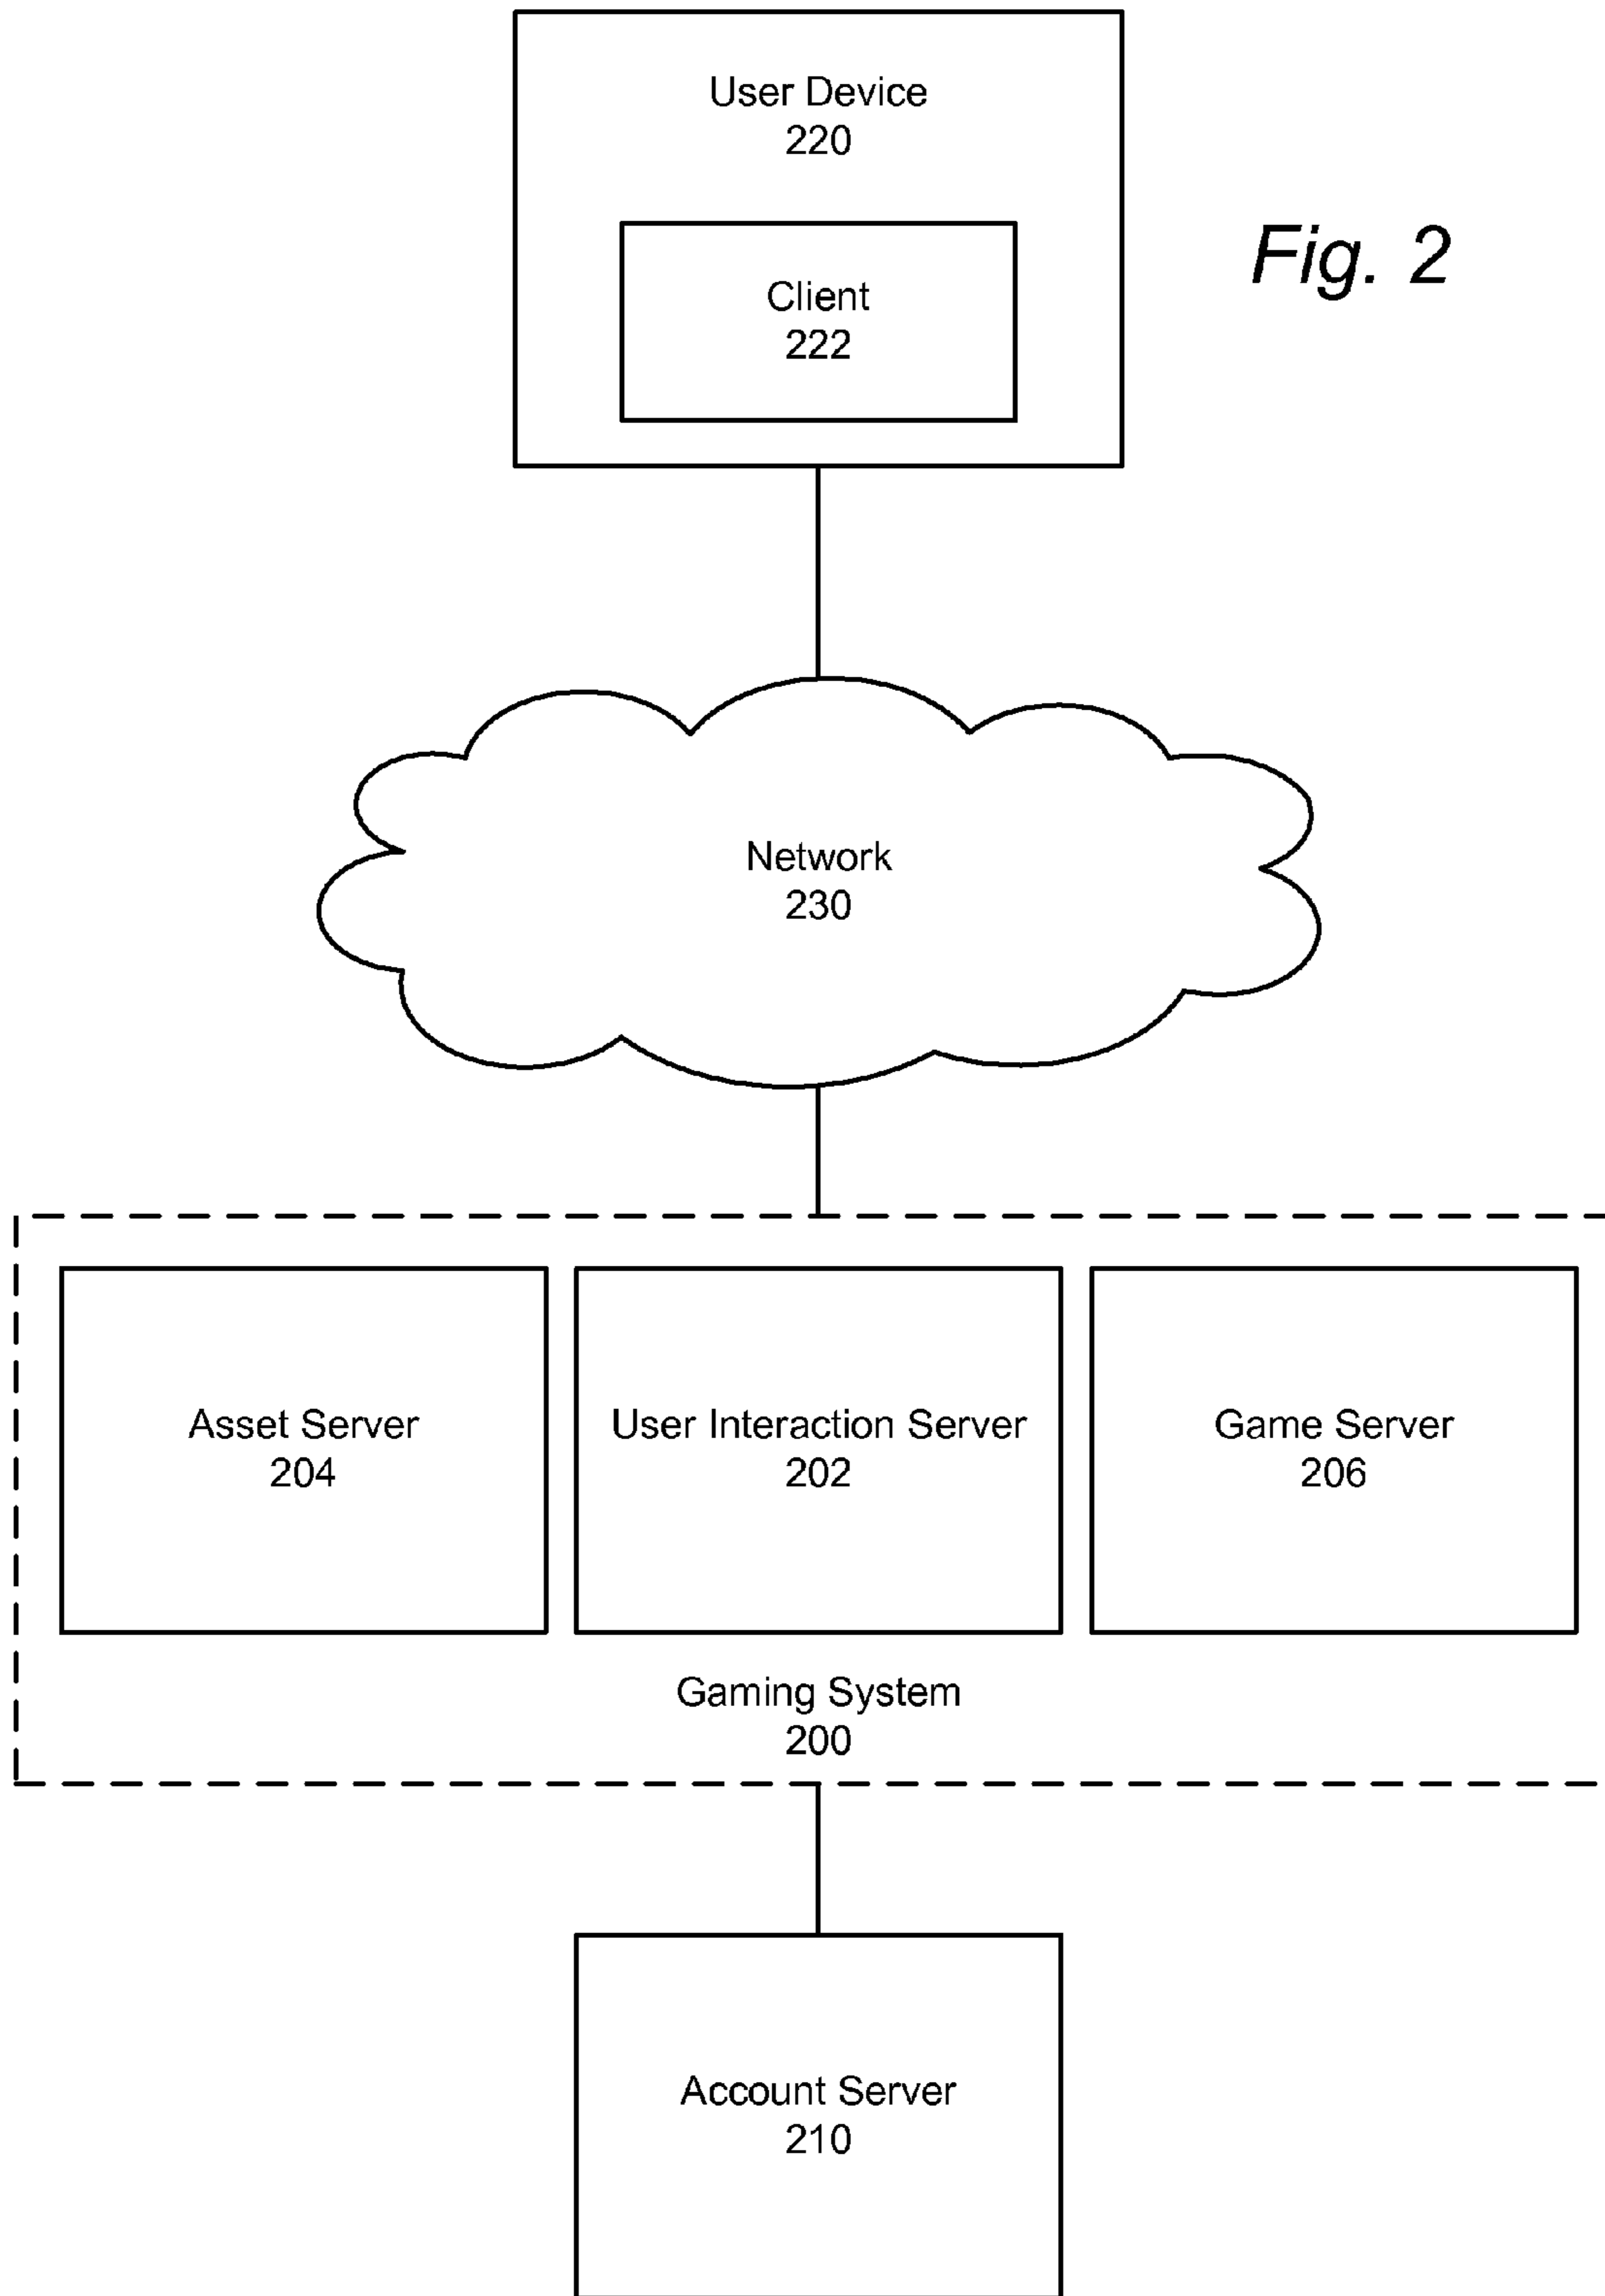 User Device
220
Fig. 2
Client
222
Network
230
Asset Server
204
User Interaction Server
202
Game Server
206
Gaming System
200
Account Server
210